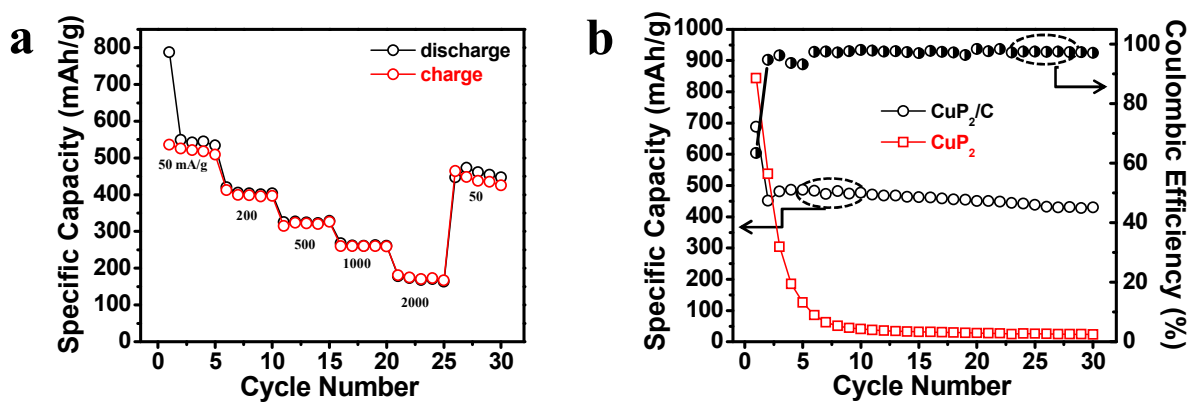 a
Specific Capacity (mAh/g)
800
700
600
500
400
300
200
100
0
discharge
charge
50 mA/g
200
500
1000
2000
50
0 5 10 15 20 25 30
Cycle Number
b
Specific Capacity (mAh/g)
1000
900
800
700
600
500
400
300
200
100
0
CuP₂/C
CuP₂
0 5 10 15 20 25 30
Cycle Number
100
80
60
40
20
0
Coulombic Efficiency (%)